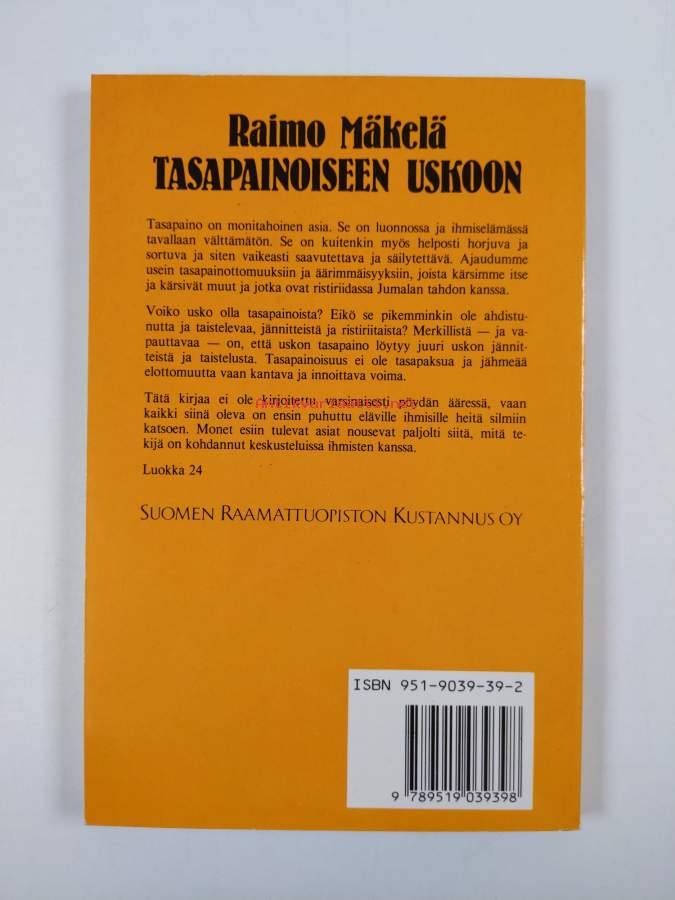 Raimo Mäkelä
TASAPAINOISEEN USKOON
Tasapaino on monitahoinen asia. Se on luonnossa ja ihmiselämässä
tavallaan välttämätön. Se on kuitenkin myös helposti horjuva ja
sortuva ja siten vaikeasti saavutettava ja säilytettävä. Ajaudumme
usein tasapainottomuuksiin ja äärimmäisyyksiin, joista kärsimme itse
ja kärsivät muut ja jotka ovat ristiriidassa Jumalan tahdon kanssa.
Voiko usko olla tasapainoista? Eikö se pikemminkin ole ahdistu-
nutta ja taistelevaa, jännitteistä ja ristiriitaista? Merkillistä — ja va-
pauttavaa — on, että uskon tasapaino löytyy juuri uskon jännit-
teistä ja taistelusta. Tasapainoisuus ei ole tasapaksua ja jähmeää
elottomuutta vaan kantava ja innoittava voima.
Tätä kirjaa ei ole kirjoitettu varsinaisesti pöydän ääressä, vaan
Antikvariaatti.net
kaikki siinä oleva on ensin puhuttu eläville ihmisille heitä silmiin
katsoen. Monet esiin tulevat asiat nousevat paljolti siitä, mitä te-
kijä on kohdannut keskusteluissa ihmisten kanssa.
Luokka 24
SUOMEN RAAMATTUOPISTON KUSTANNUS OY
ISBN 951-9039-39-2
9 789519 039398